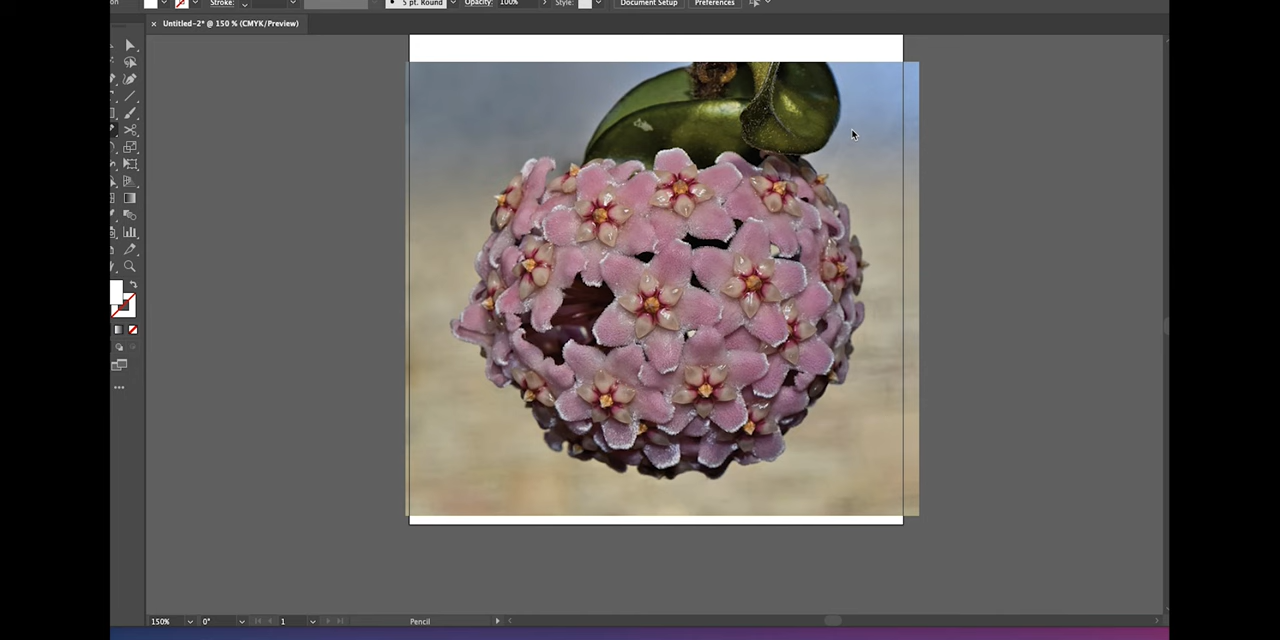 Stroke: 5 pt. Round Opacity: 100% Style: Document Setup Preferences
× Untitled-2* @ 150 % (CMYK/Preview)
150% 0° 1 Pencil